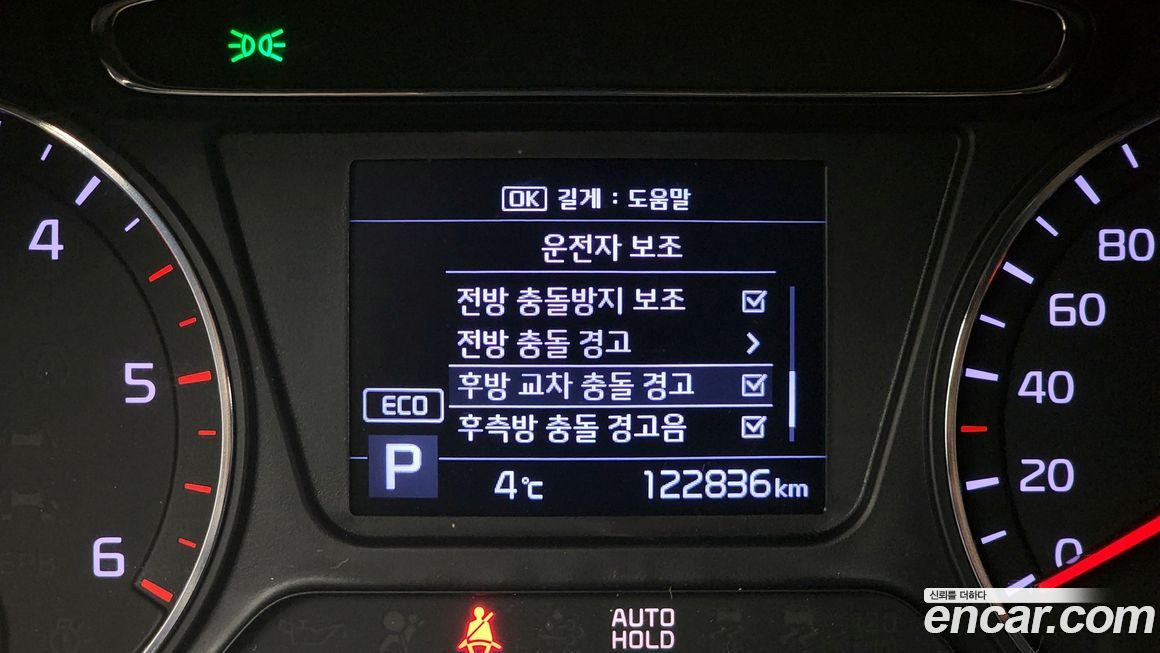 OK 길게 : 도움말
운전자 보조
전방 충돌방지 보조
전방 충돌 경고
후방 교차 충돌 경고
후측방 충돌 경고음
ECO
P
4℃
122836 km
4
5
6
80
60
40
20
0
AUTO
HOLD
신뢰를 더하다
encar.com